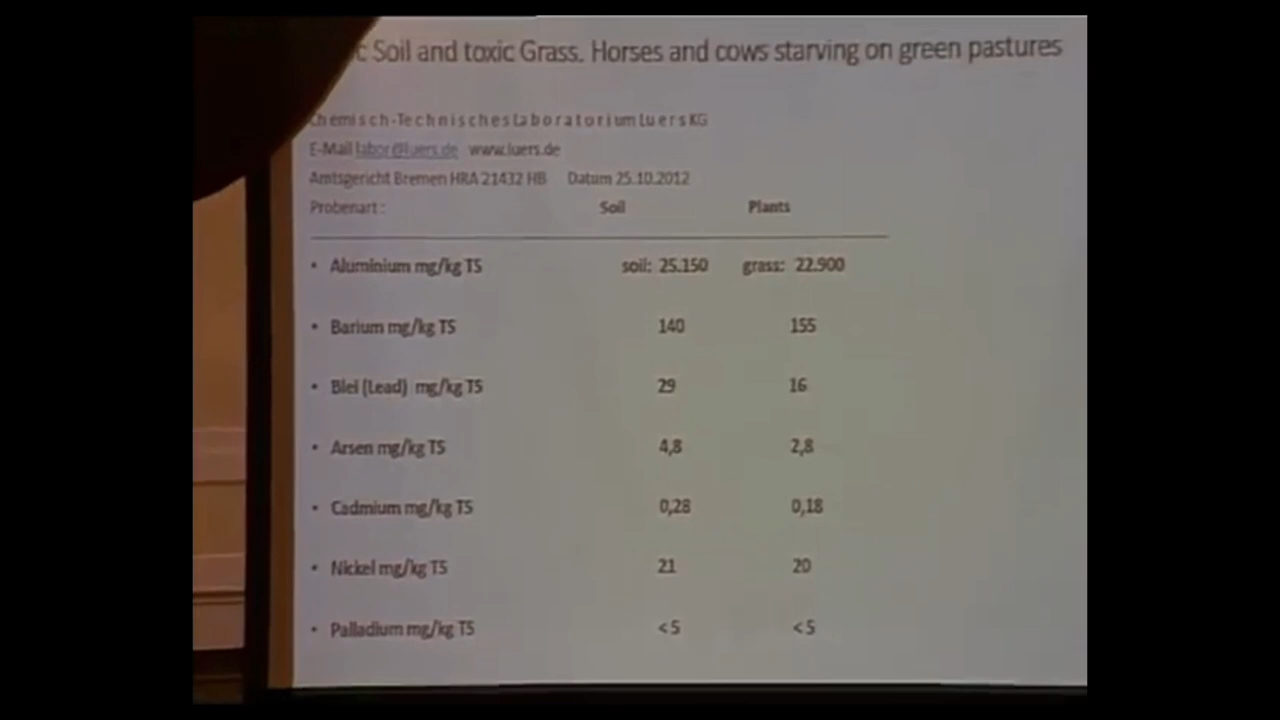 Soil and toxic Grass. Horses and cows starving on green pastures
Chemisch-Technisches Laboratorium Luers KG
E-Mail labor@luers.de www.luers.de
Amtsgericht Bremen HRA 21432 HB Datum 25.10.2012
Probenart: Soil Plants
• Aluminium mg/kg TS soil: 25.150 grass: 22.900
• Barium mg/kg TS 140 155
• Blei (Lead) mg/kg TS 29 16
• Arsen mg/kg TS 4,8 2,8
• Cadmium mg/kg TS 0,28 0,18
• Nickel mg/kg TS 21 20
• Palladium mg/kg TS <5 <5